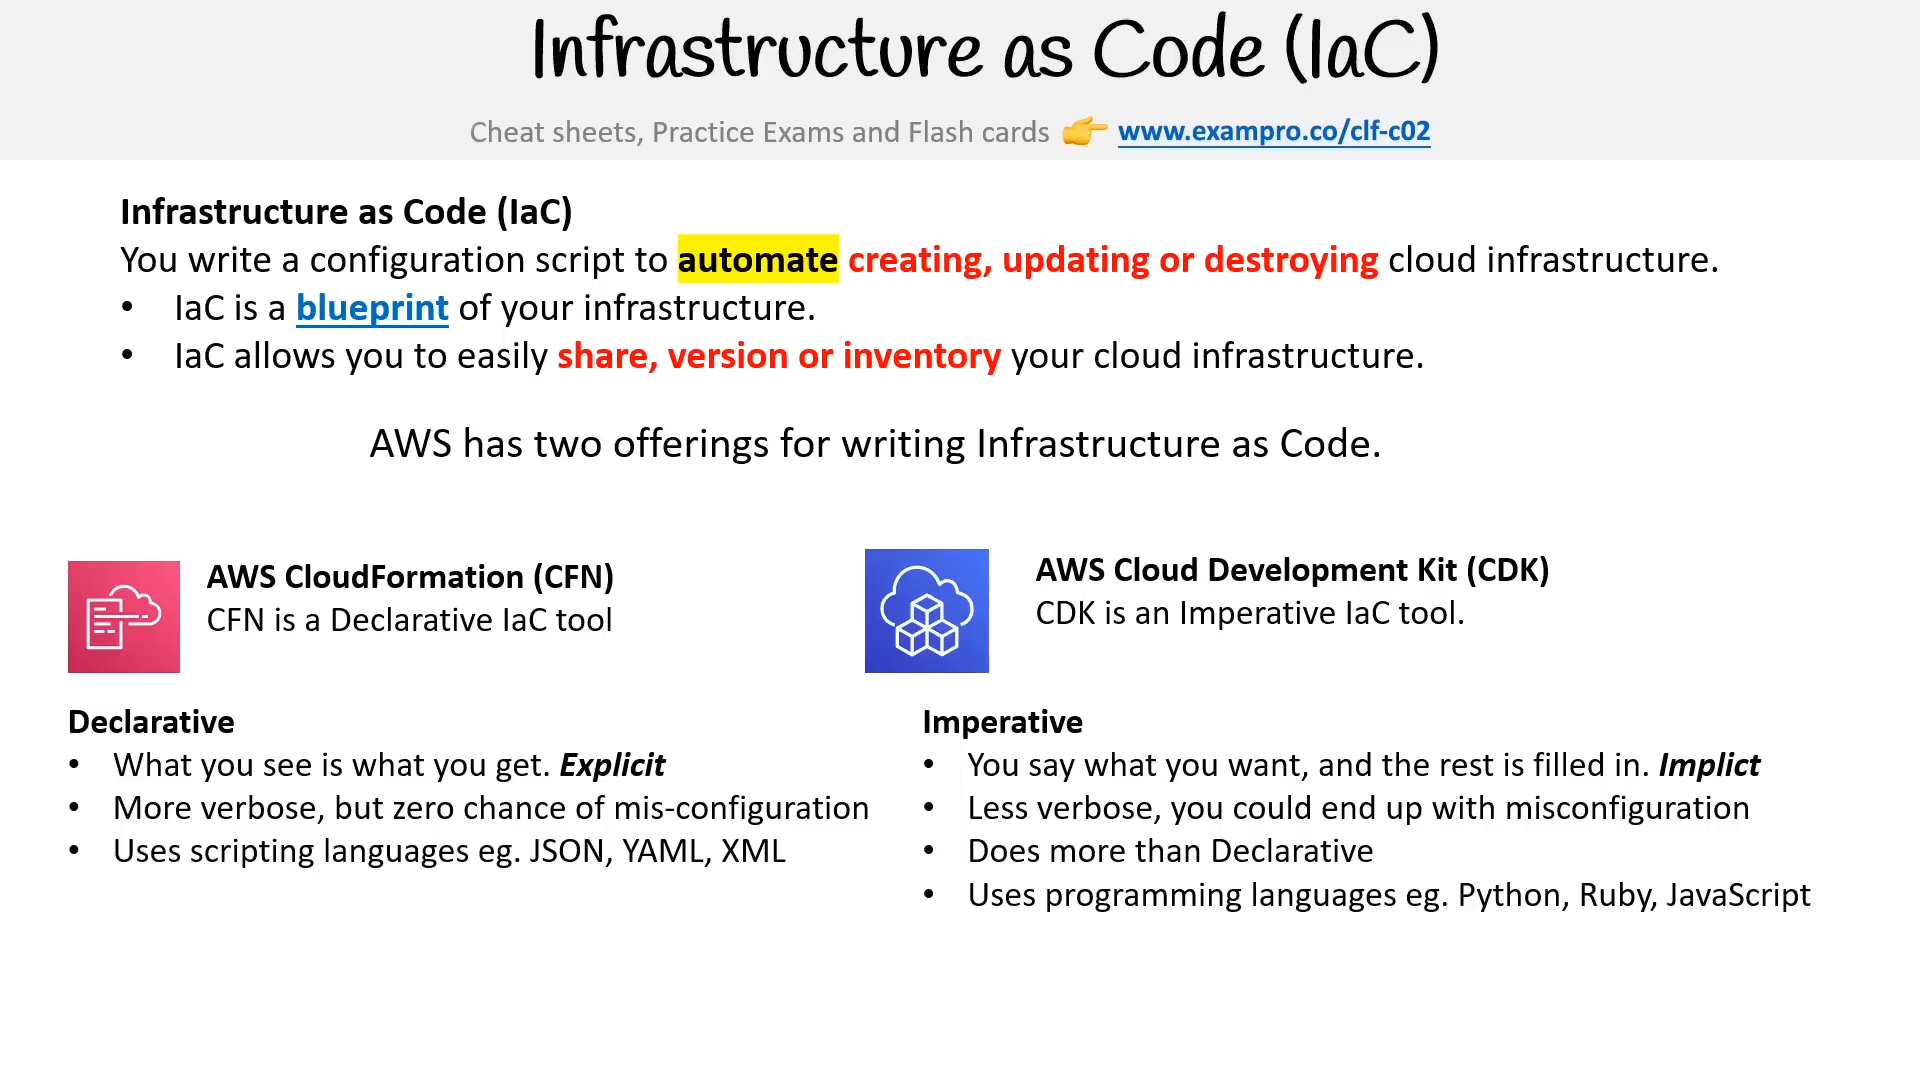 Infrastructure as Code (IaC)
Cheat sheets, Practice Exams and Flash cards 👉 www.exampro.co/clf-c02
Infrastructure as Code (IaC)
You write a configuration script to automate creating, updating or destroying cloud infrastructure.
• IaC is a blueprint of your infrastructure.
• IaC allows you to easily share, version or inventory your cloud infrastructure.
AWS has two offerings for writing Infrastructure as Code.
AWS CloudFormation (CFN)
CFN is a Declarative IaC tool
Declarative
• What you see is what you get. Explicit
• More verbose, but zero chance of mis-configuration
• Uses scripting languages eg. JSON, YAML, XML
AWS Cloud Development Kit (CDK)
CDK is an Imperative IaC tool.
Imperative
• You say what you want, and the rest is filled in. Implict
• Less verbose, you could end up with misconfiguration
• Does more than Declarative
• Uses programming languages eg. Python, Ruby, JavaScript